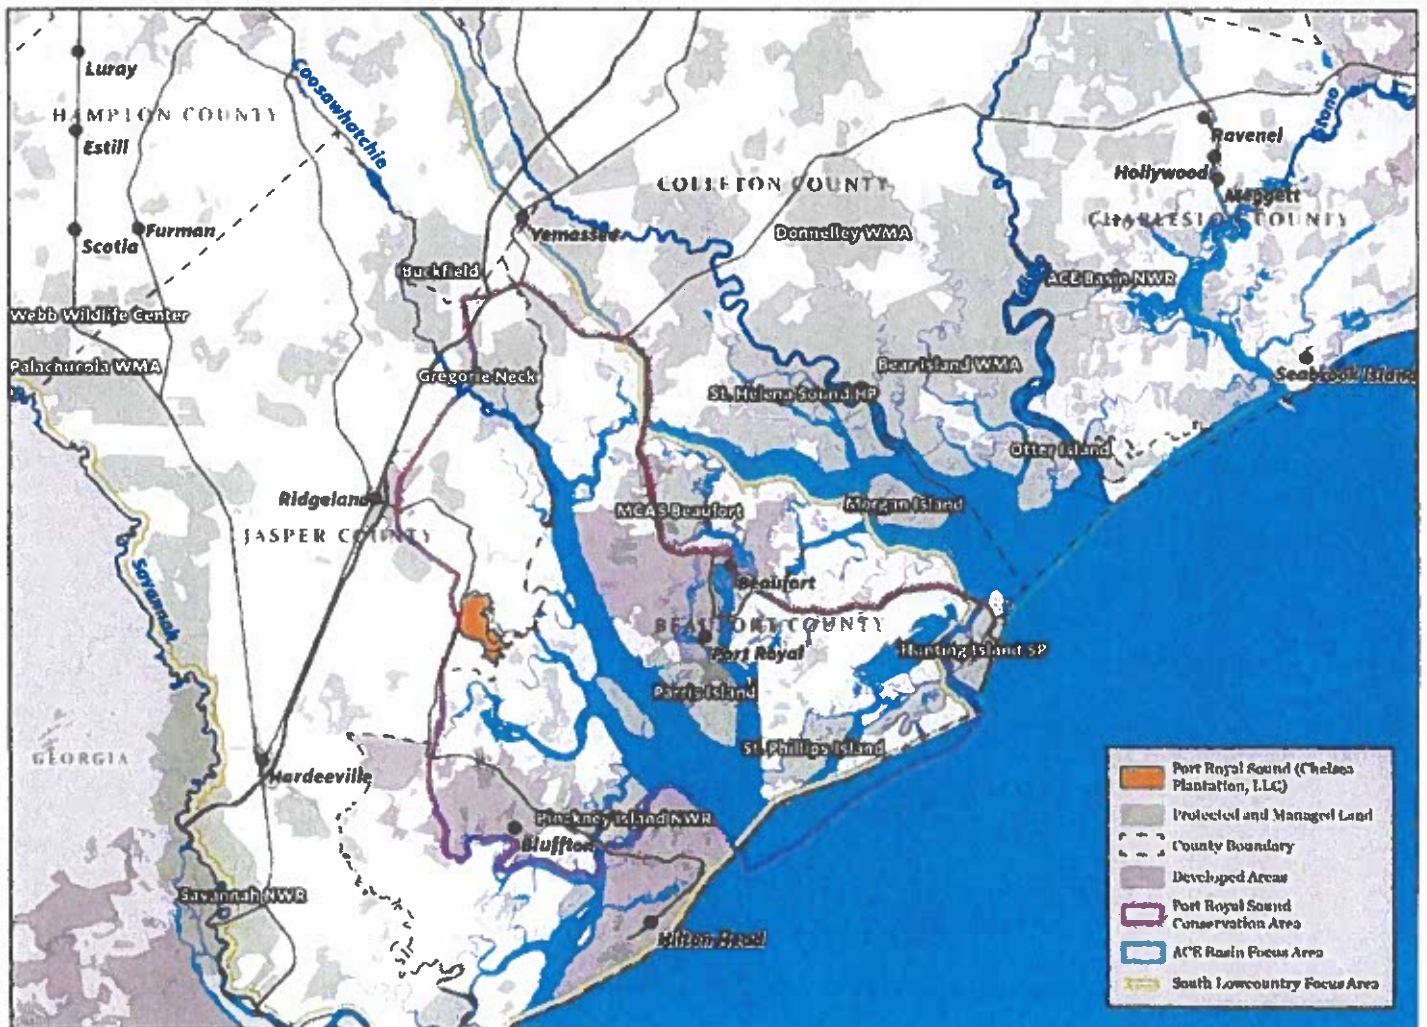 Luray
HAMPTON COUNTY
Estill
Coosawhatchie
Scotia
Furman
Yemassee
COLLETON COUNTY
Donnelley WMA
Ravenel
Hollywood
Meggett
CHARLESTON COUNTY
Stono
Buckfield
ACE Basin NWR
Webb Wildlife Center
Palachucola WMA
Gregorie Neck
Bear Island WMA
St. Helena Sound HP
Seabrook Island
Otter Island
Ridgeland
JASPER COUNTY
MCAS Beaufort
Morgan Island
Savannah
Beaufort
BEAUFORT COUNTY
Port Royal
Hunting Island SP
Parris Island
St. Phillips Island
GEORGIA
Hardeeville
Pinckney Island NWR
Bluffton
Savannah NWR
Hilton Head
Port Royal Sound (Chelsea
Plantation, LLC)
Protected and Managed Land
County Boundary
Developed Areas
Port Royal Sound
Conservation Area
ACE Basin Focus Area
South Lowcountry Focus Area